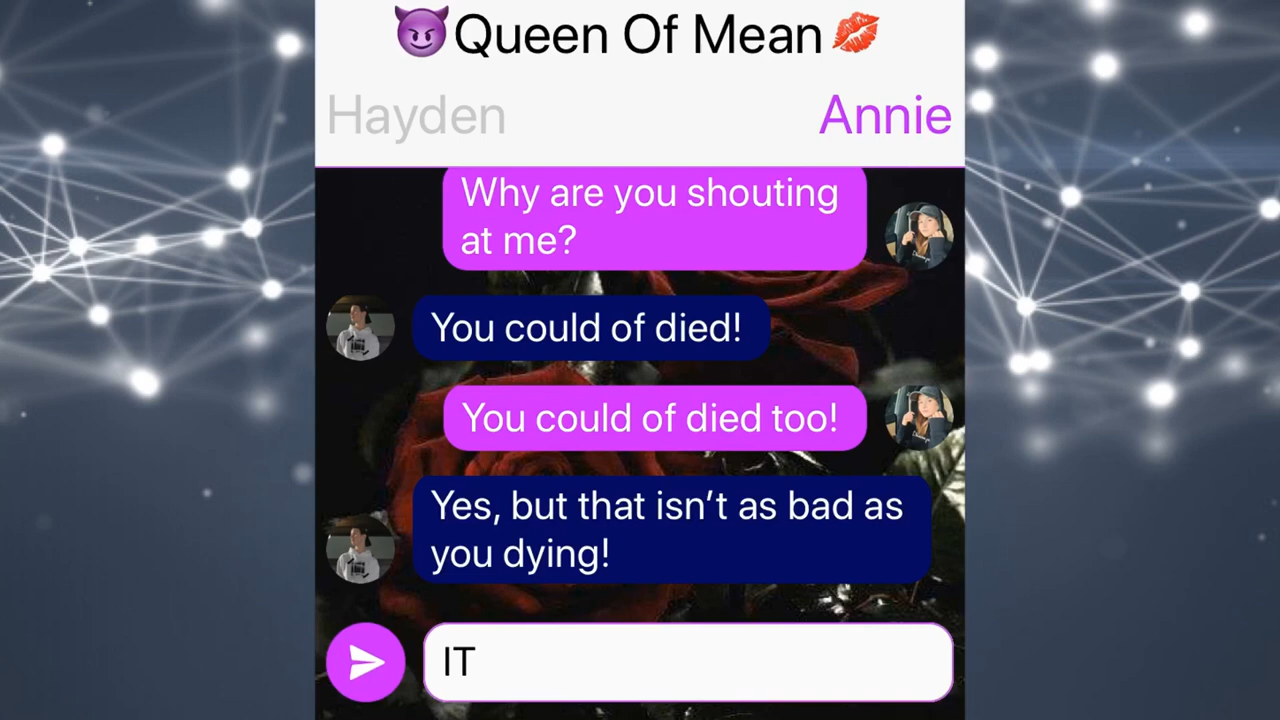 😈Queen Of Mean💋
Hayden
Annie
Why are you shouting
at me?
You could of died!
You could of died too!
Yes, but that isn’t as bad as
you dying!
IT